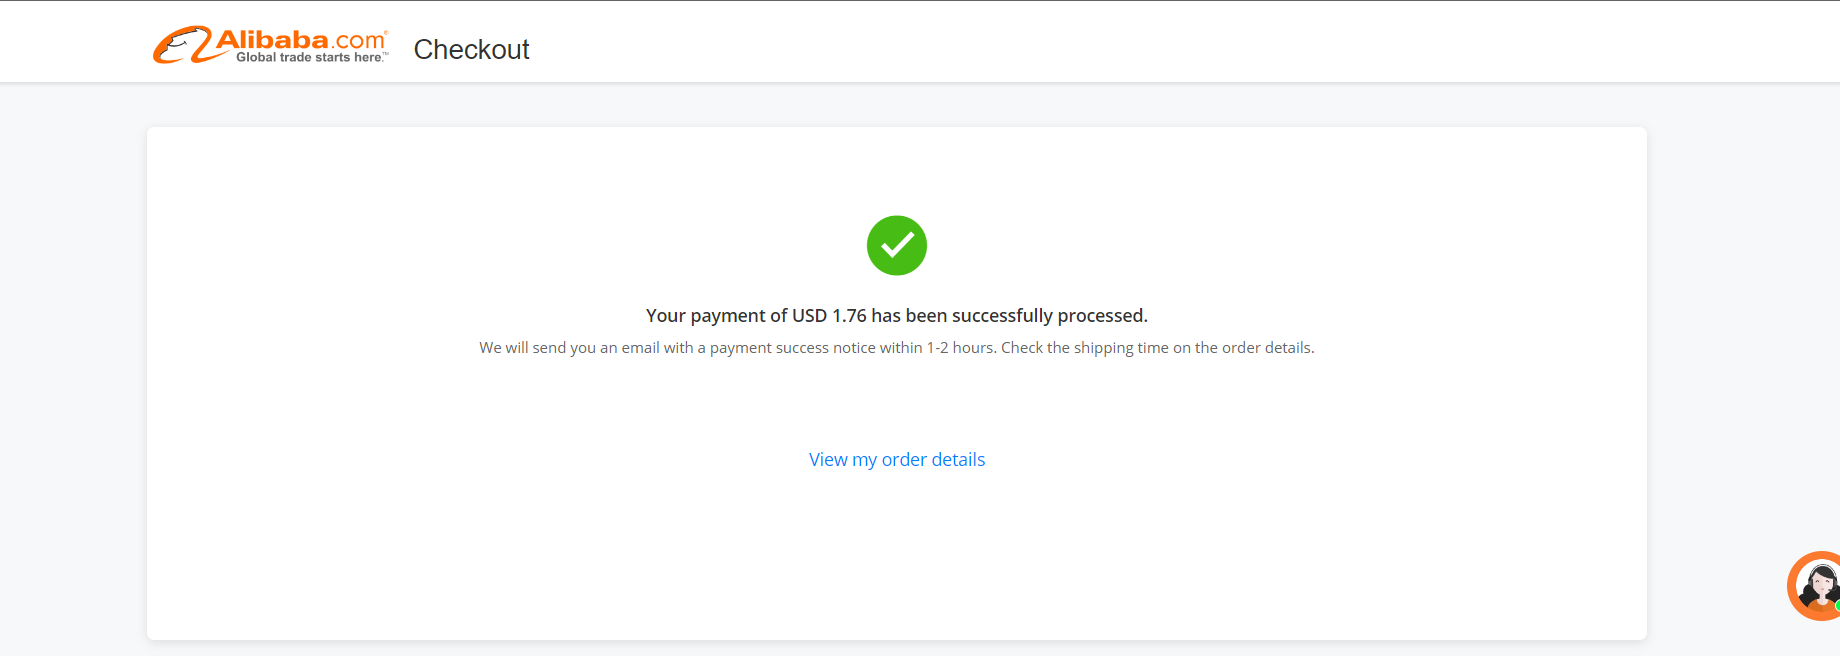 Alibaba.com
Global trade starts here.™
Checkout
Your payment of USD 1.76 has been successfully processed.
We will send you an email with a payment success notice within 1-2 hours. Check the shipping time on the order details.
View my order details